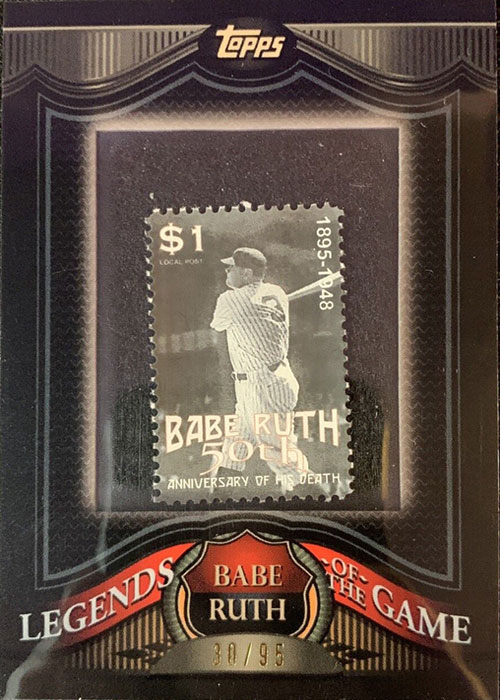 Topps
$1
LOCAL POST
1895-1948
BABE RUTH
50th
ANNIVERSARY OF HIS DEATH
LEGENDS
-OF-
THE
GAME
BABE
RUTH
30/95